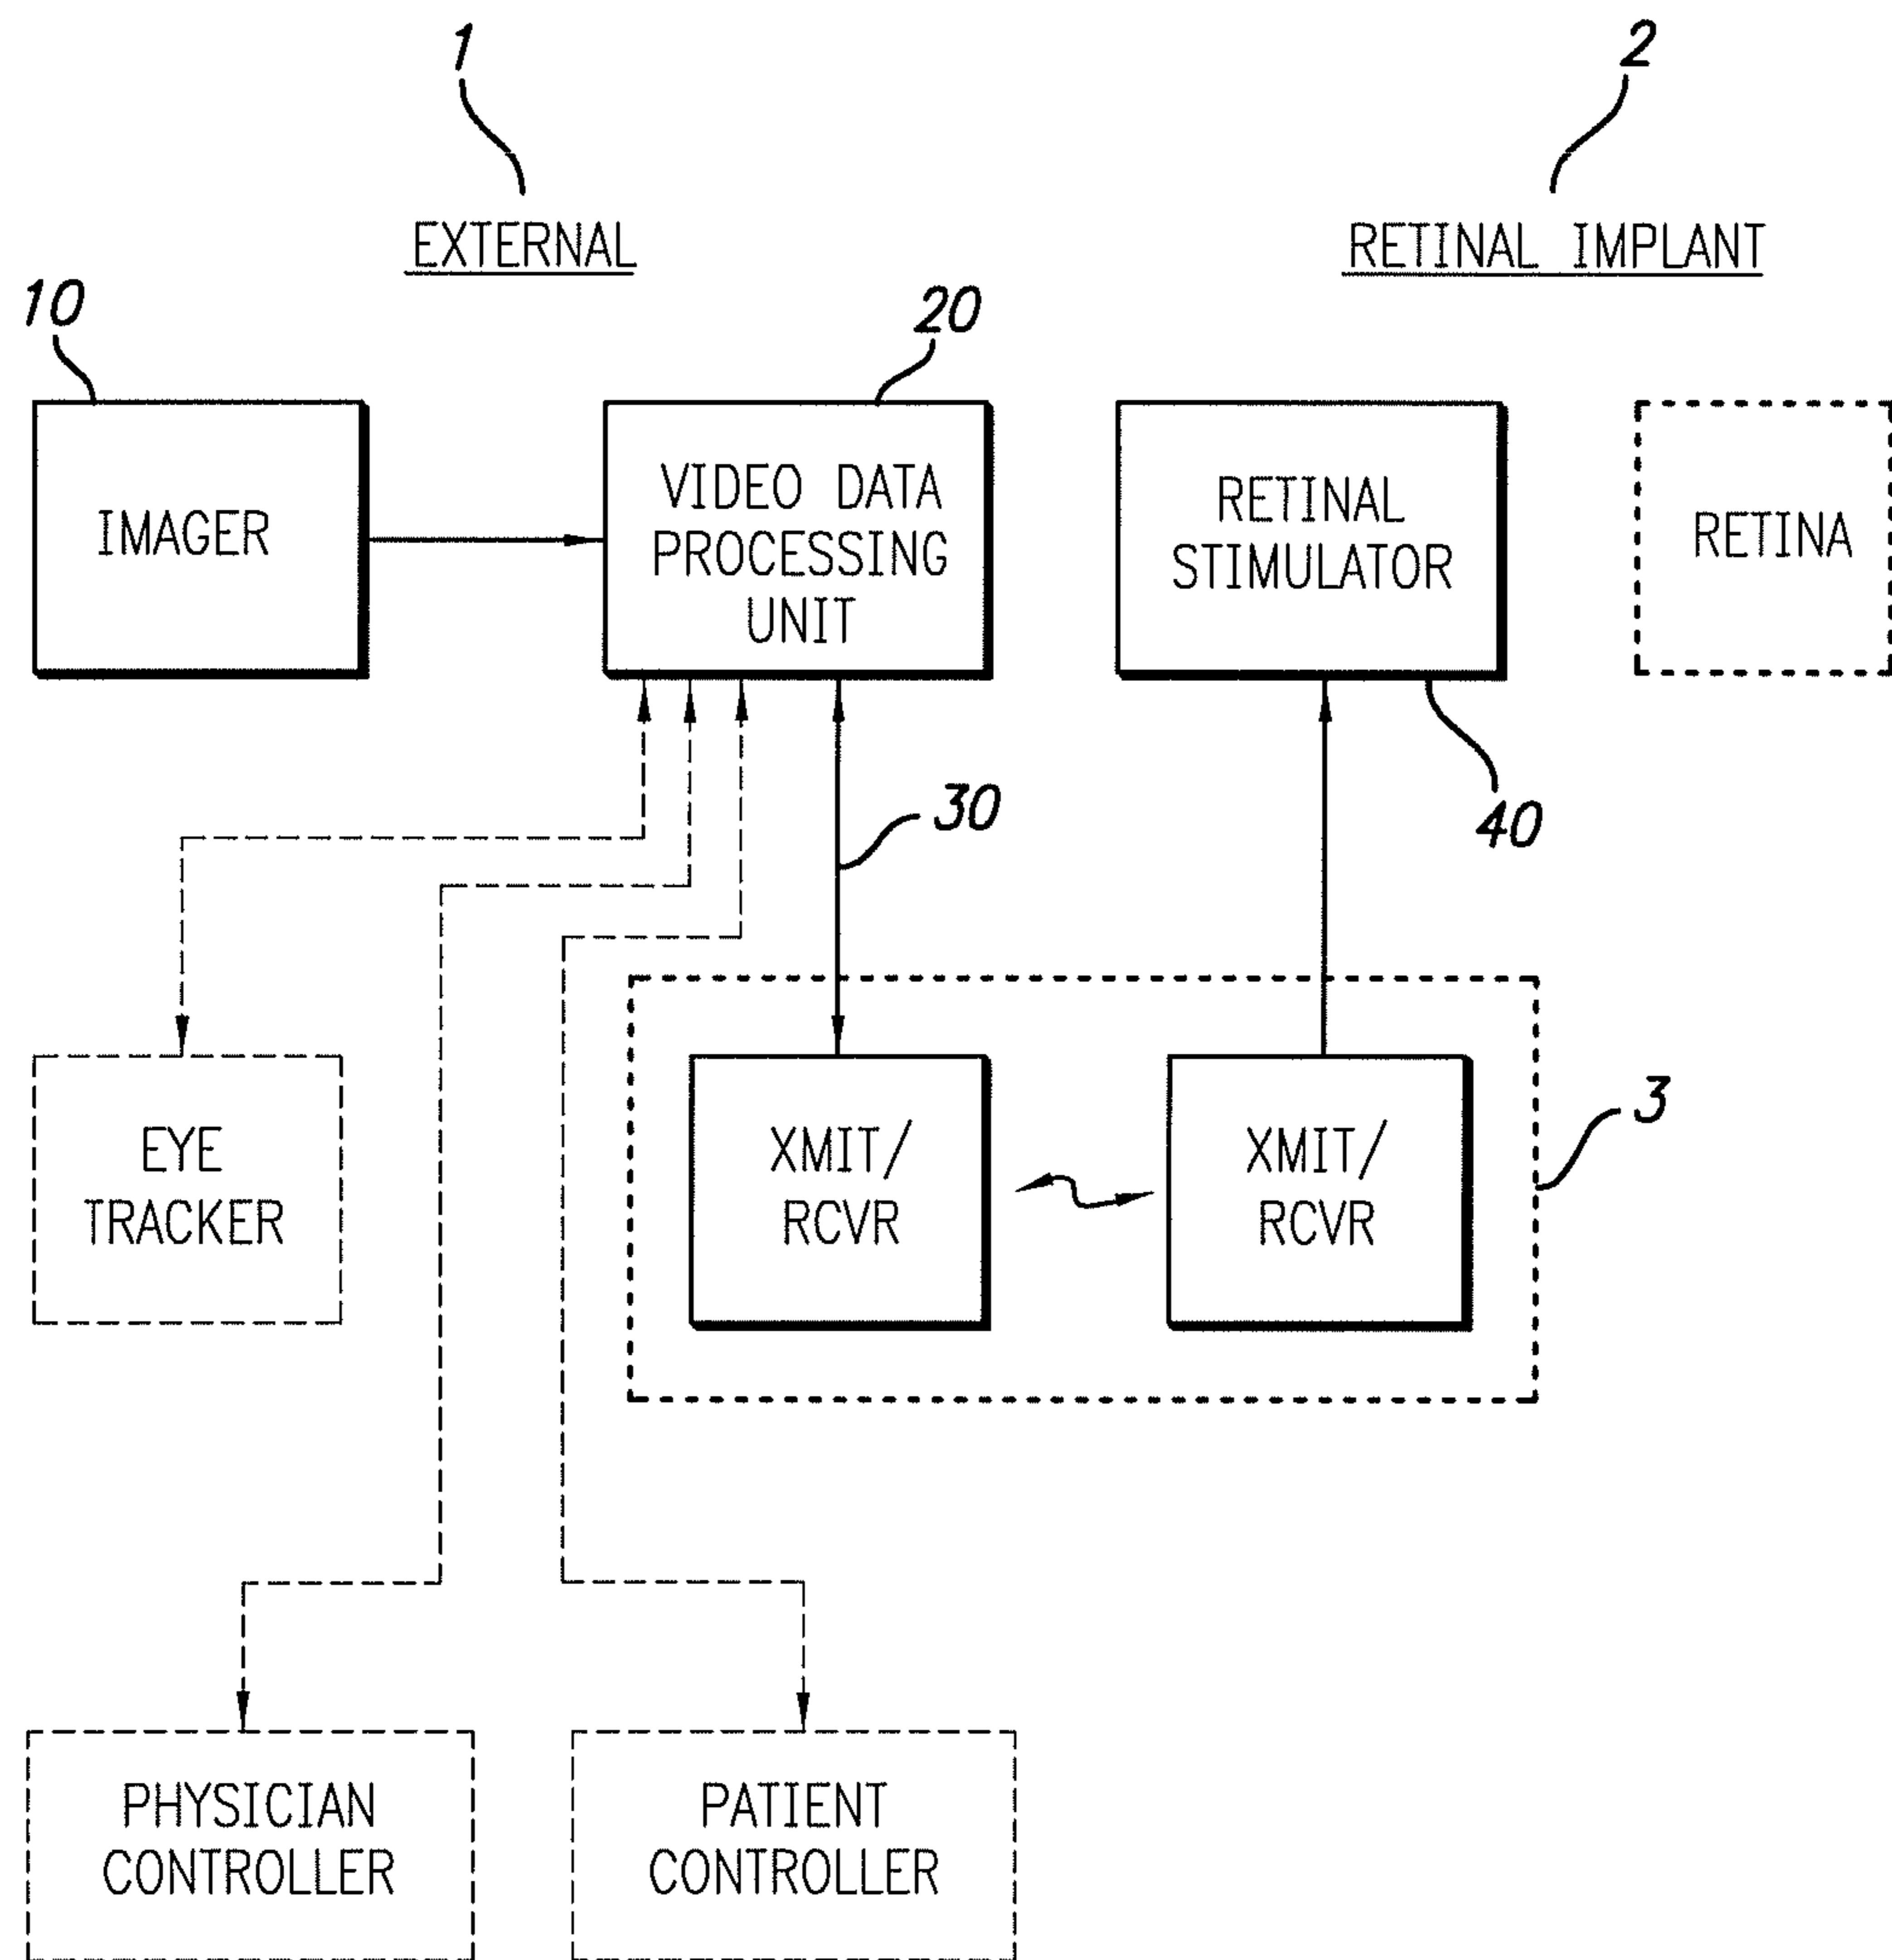 1
2
EXTERNAL
RETINAL IMPLANT
10
20
IMAGER
VIDEO DATA
PROCESSING
UNIT
RETINAL
STIMULATOR
RETINA
30
40
EYE
TRACKER
XMIT/
RCVR
XMIT/
RCVR
3
PHYSICIAN
CONTROLLER
PATIENT
CONTROLLER